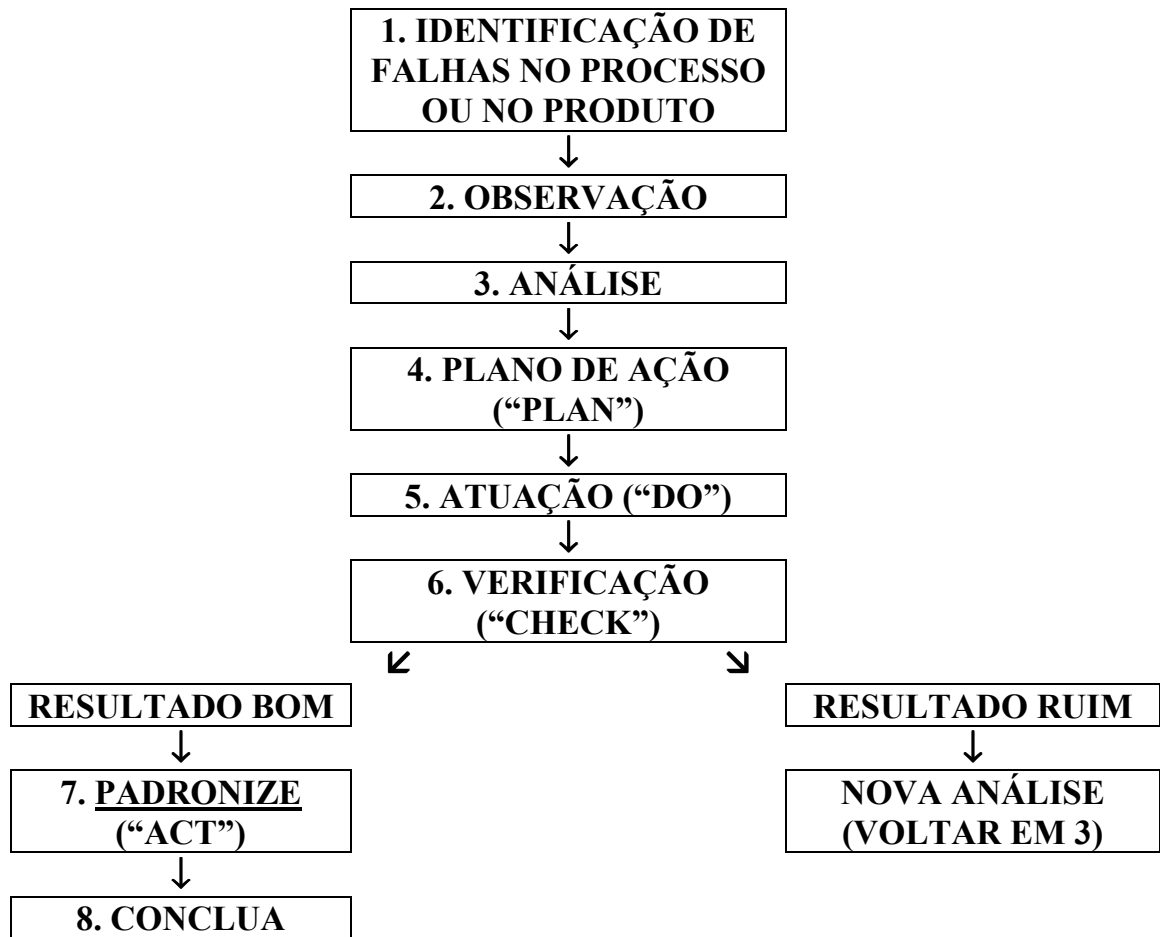 1. IDENTIFICAÇÃO DE
FALHAS NO PROCESSO
OU NO PRODUTO
↓
2. OBSERVAÇÃO
↓
3. ANÁLISE
↓
4. PLANO DE AÇÃO
(“PLAN”)
↓
5. ATUAÇÃO (“DO”)
↓
6. VERIFICAÇÃO
(“CHECK”)
RESULTADO BOM
↓
7. PADRONIZE
(“ACT”)
↓
8. CONCLUA
RESULTADO RUIM
↓
NOVA ANÁLISE
(VOLTAR EM 3)